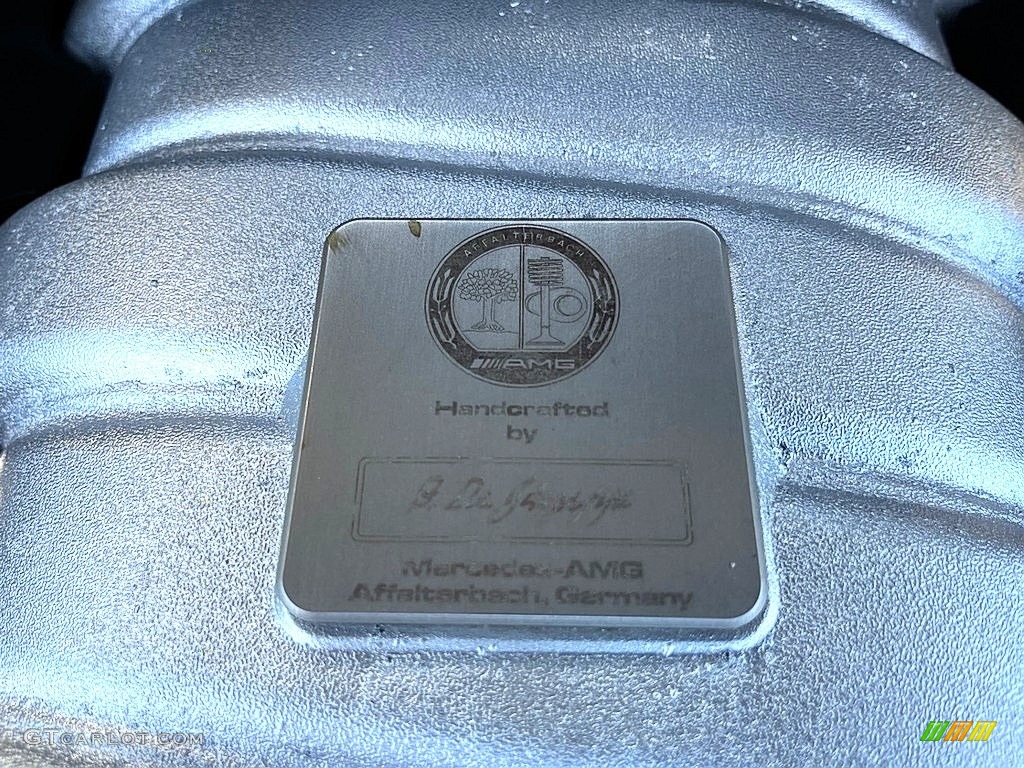 AFFALTERBACH
AMG
Handcrafted
by
Mercedes-AMG
Affalterbach, Germany
GTCARLOT.COM